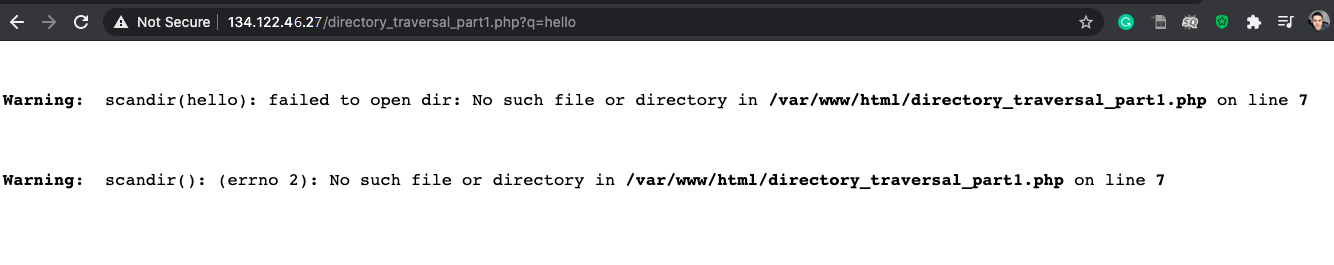 Not Secure 134.122.46.27/directory_traversal_part1.php?q=hello
Warning: scandir(hello): failed to open dir: No such file or directory in /var/www/html/directory_traversal_part1.php on line 7
Warning: scandir(): (errno 2): No such file or directory in /var/www/html/directory_traversal_part1.php on line 7